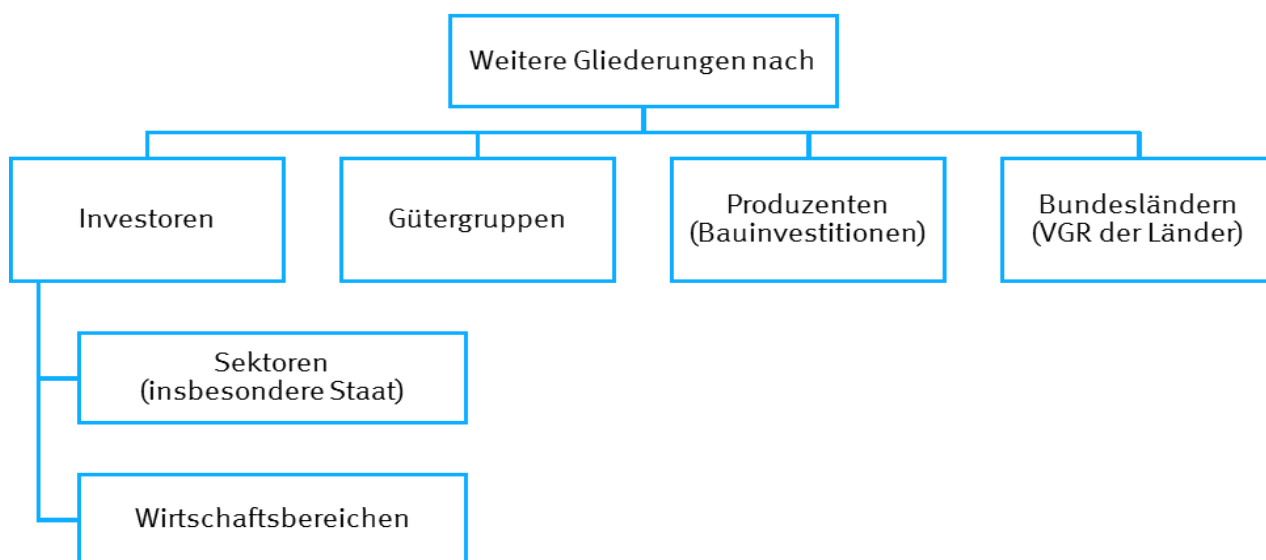 Weitere Gliederungen nach
Investoren
Gütergruppen
Produzenten
(Bauinvestitionen)
Bundesländern
(VGR der Länder)
Sektoren
(insbesondere Staat)
Wirtschaftsbereichen